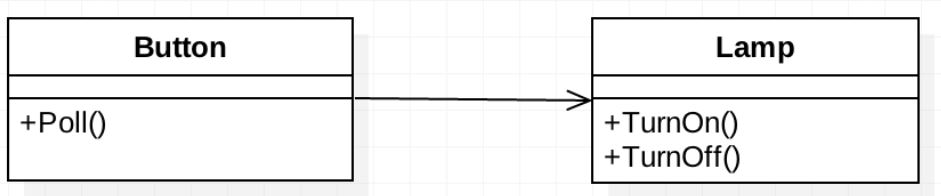 Button
+Poll()
Lamp
+TurnOn()
+TurnOff()